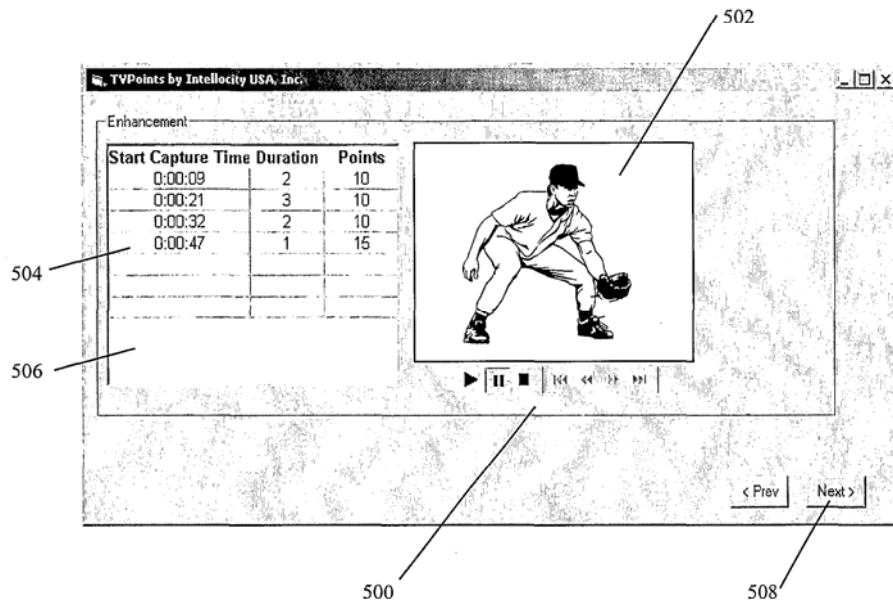 502
TVPoints by Intellocity USA, Inc.
Enhancement
Start Capture Time Duration Points
0:00:09 2 10
0:00:21 3 10
0:00:32 2 10
0:00:47 1 15
504
506
< Prev Next >
500 508